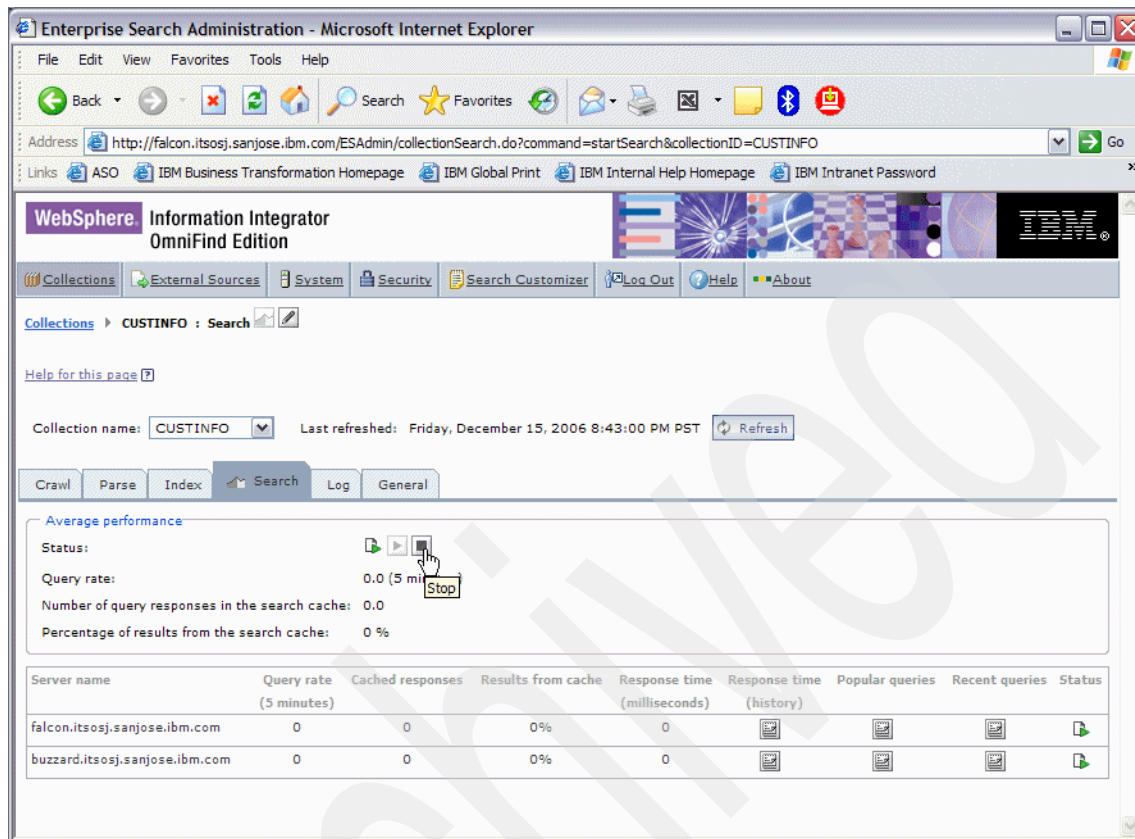 Enterprise Search Administration - Microsoft Internet Explorer
File Edit View Favorites Tools Help
Back Search Favorites
Address http://falcon.itsosj.sanjose.ibm.com/ESAdmin/collectionSearch.do?command=startSearch&collectionID=CUSTINFO Go
Links ASO IBM Business Transformation Homepage IBM Global Print IBM Internal Help Homepage IBM Intranet Password »
WebSphere. Information Integrator
OmniFind Edition
IBM®
Collections External Sources System Security Search Customizer Log Out Help About
Collections CUSTINFO : Search
Help for this page ?
Collection name: CUSTINFO Last refreshed: Friday, December 15, 2006 8:43:00 PM PST Refresh
Crawl Parse Index Search Log General
Average performance
Status:
Query rate: 0.0 (5 mi
Stop
Number of query responses in the search cache: 0.0
Percentage of results from the search cache: 0 %
Server name Query rate Cached responses Results from cache Response time Response time Popular queries Recent queries Status
(5 minutes) (milliseconds) (history)
falcon.itsosj.sanjose.ibm.com 0 0 0% 0
buzzard.itsosj.sanjose.ibm.com 0 0 0% 0